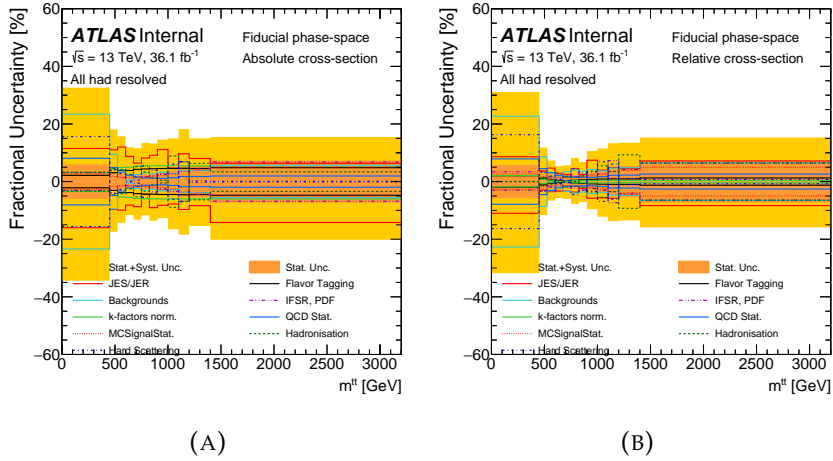 Fractional Uncertainty [%]
60
40
20
0
−20
−40
−60
ATLAS Internal
√s = 13 TeV, 36.1 fb-1
All had resolved
Fiducial phase-space
Absolute cross-section
Stat.+Syst. Unc.
JES/JER
Backgrounds
k-factors norm.
MCSignalStat.
Hard Scattering
Stat. Unc.
Flavor Tagging
IFSR, PDF
QCD Stat.
Hadronisation
0 500 1000 1500 2000 2500 3000
mtt [GeV]
(A)
Fractional Uncertainty [%]
60
40
20
0
−20
−40
−60
ATLAS Internal
√s = 13 TeV, 36.1 fb-1
All had resolved
Fiducial phase-space
Relative cross-section
Stat.+Syst. Unc.
JES/JER
Backgrounds
k-factors norm.
MCSignalStat.
Hard Scattering
Stat. Unc.
Flavor Tagging
IFSR, PDF
QCD Stat.
Hadronisation
0 500 1000 1500 2000 2500 3000
mtt [GeV]
(B)